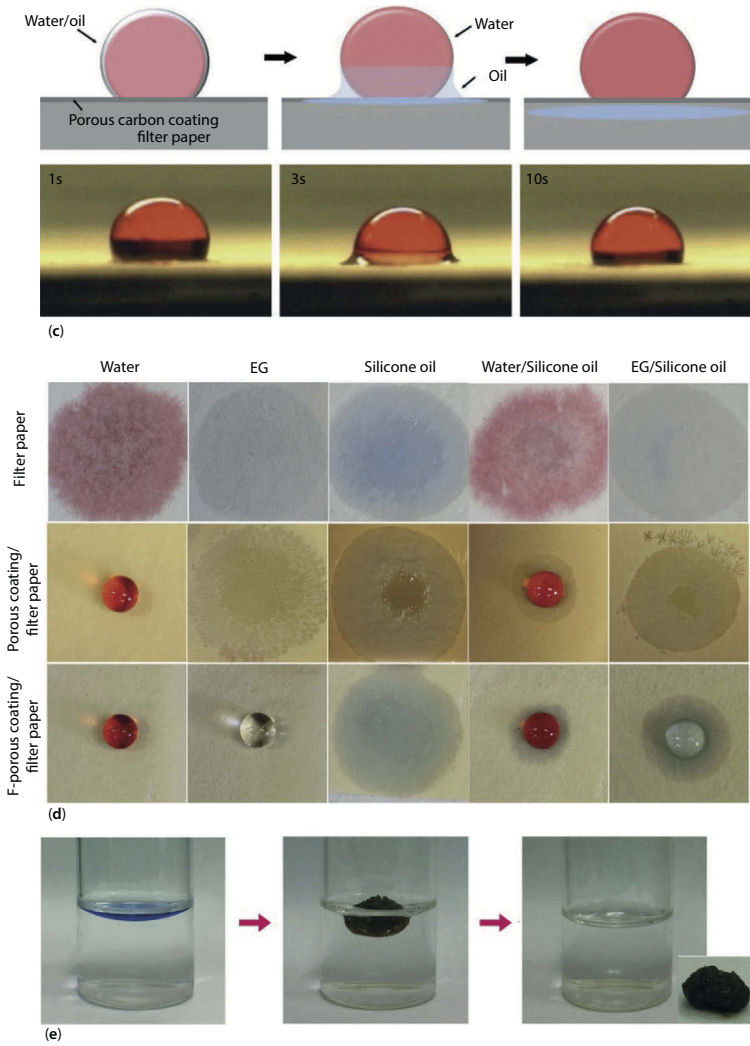 Water/oil
Water
Oil
Porous carbon coating
filter paper
1s
3s
10s
(c)
Water
EG
Silicone oil
Water/Silicone oil
EG/Silicone oil
Filter paper
Porous coating/
filter paper
F-porous coating/
filter paper
(d)
(e)